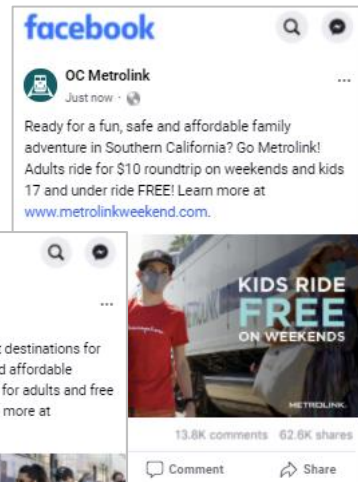 facebook
OC Metrolink
Just now ·
Ready for a fun, safe and affordable family
adventure in Southern California? Go Metrolink!
Adults ride for $10 roundtrip on weekends and kids
17 and under ride FREE! Learn more at
www.metrolinkweekend.com.
KIDS RIDE
FREE
ON WEEKENDS
METROLINK.
13.8K comments 62.6K shares
Comment Share
destinations for
d affordable
for adults and free
more at